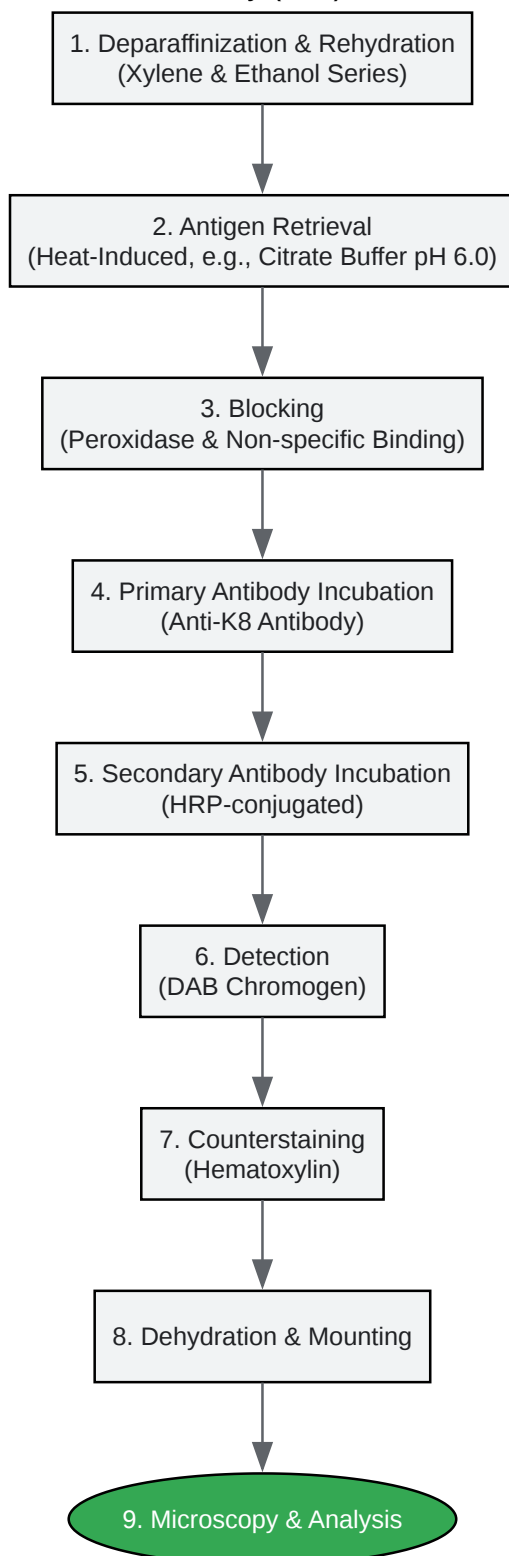 1. Deparaffinization & Rehydration
(Xylene & Ethanol Series)
2. Antigen Retrieval
(Heat-Induced, e.g., Citrate Buffer pH 6.0)
3. Blocking
(Peroxidase & Non-specific Binding)
4. Primary Antibody Incubation
(Anti-K8 Antibody)
5. Secondary Antibody Incubation
(HRP-conjugated)
6. Detection
(DAB Chromogen)
7. Counterstaining
(Hematoxylin)
8. Dehydration & Mounting
9. Microscopy & Analysis